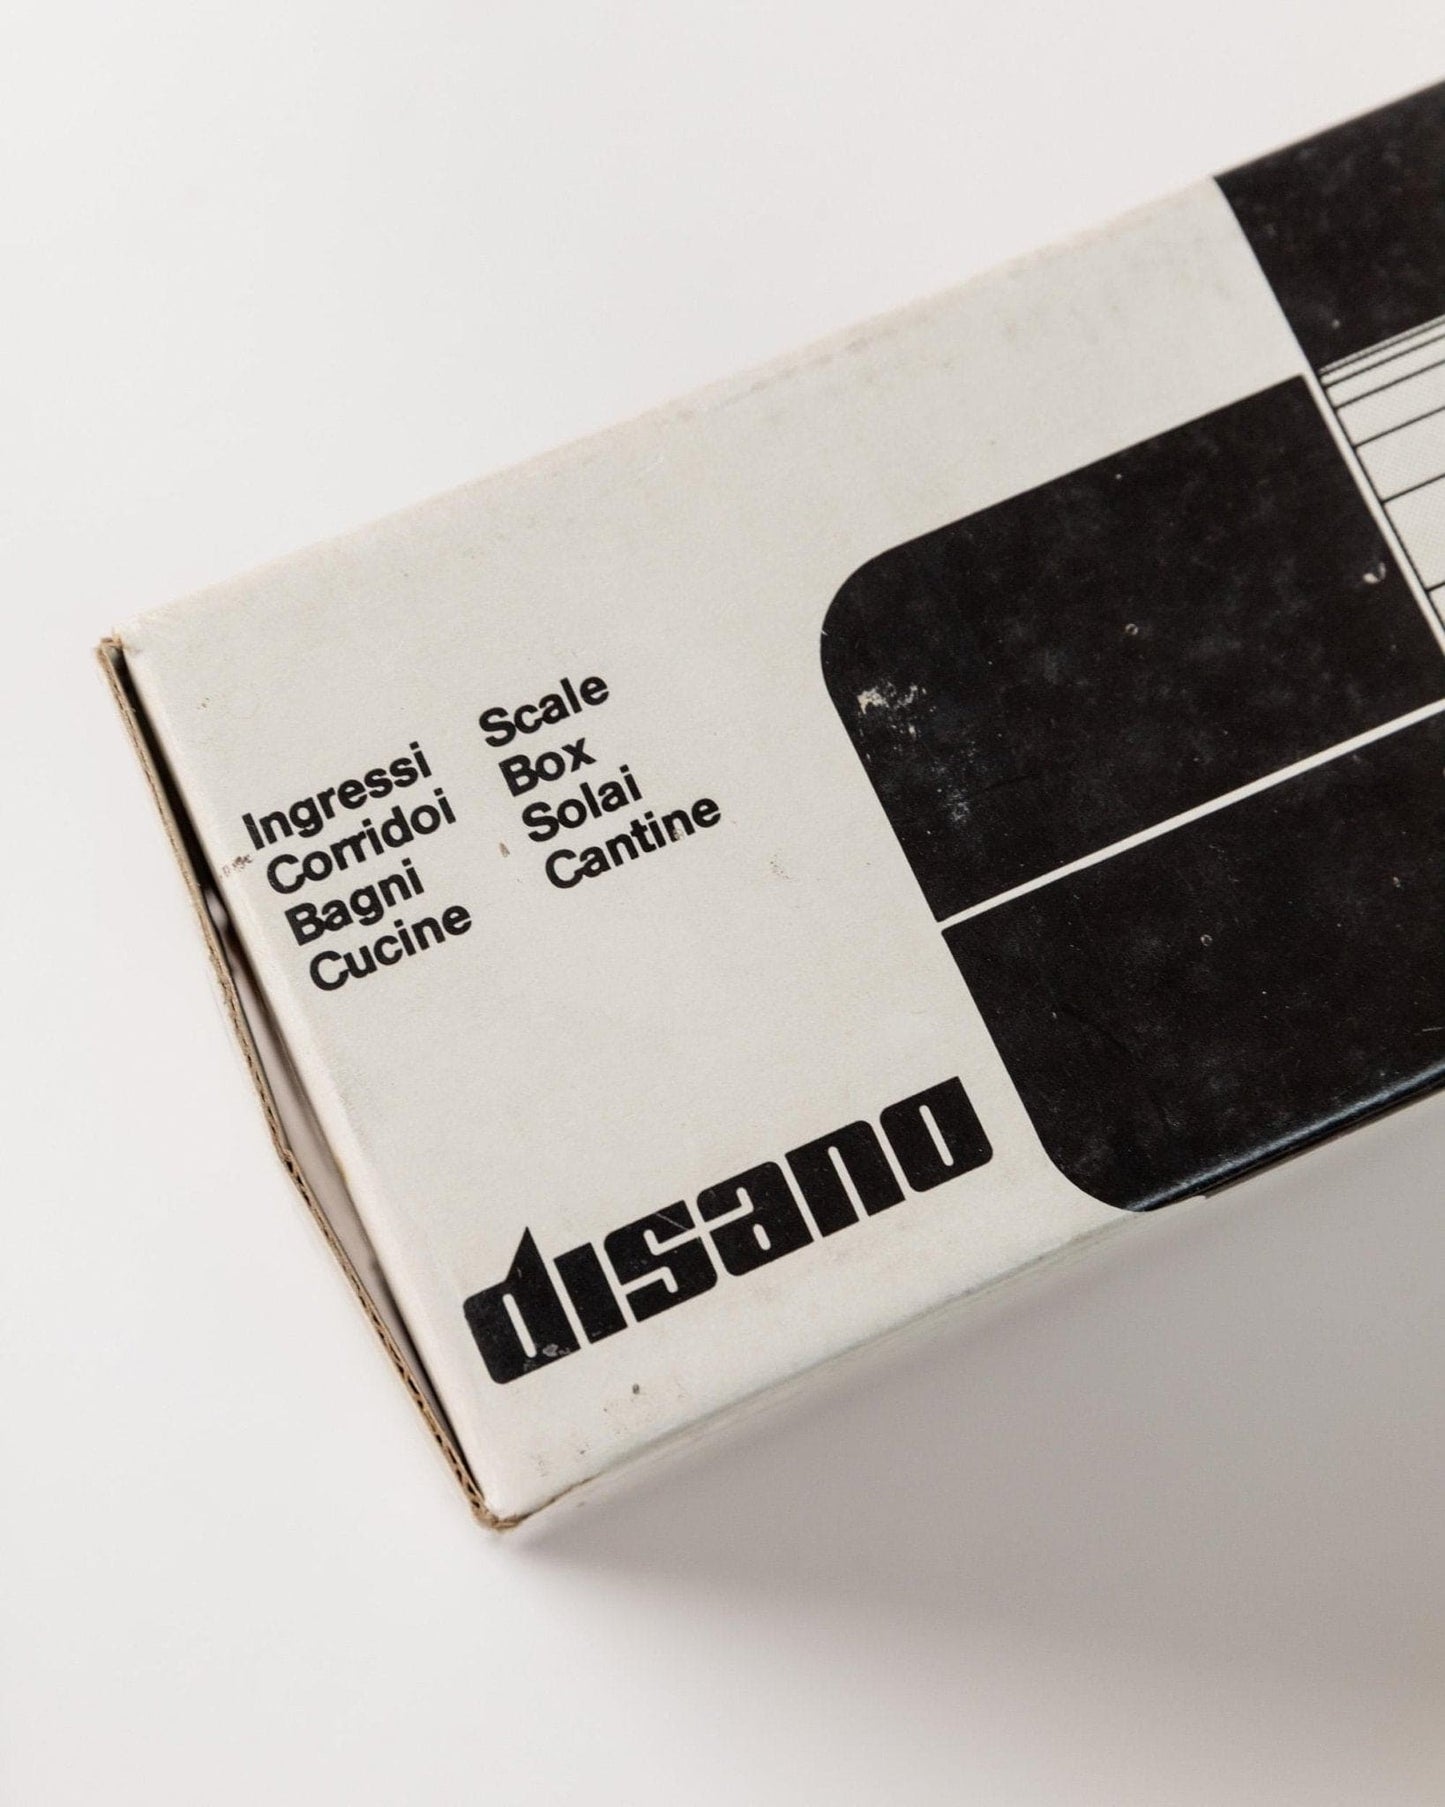 Ingressi
Corridoi
Bagni
Cucine
Scale
Box
Solai
Cantine
disano